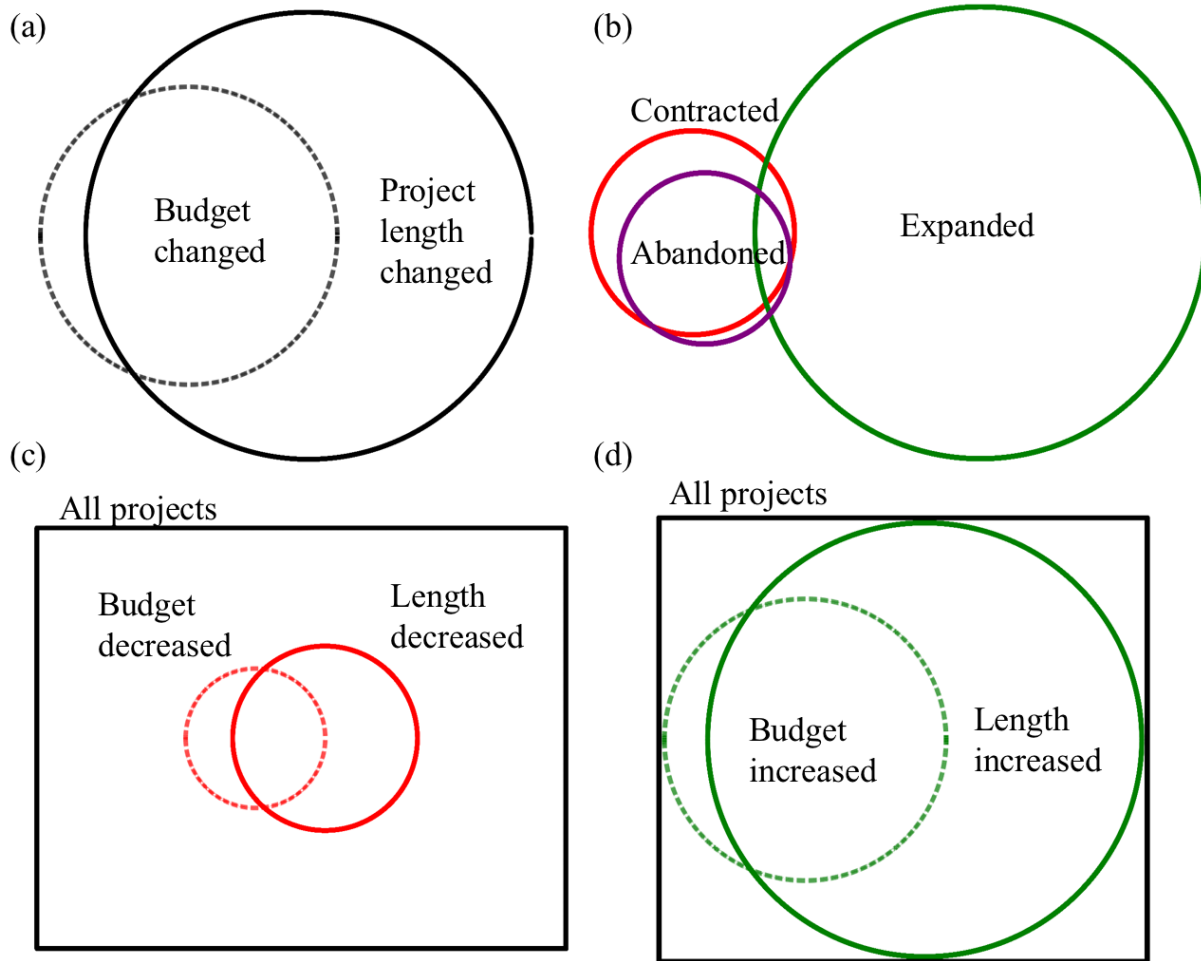 (a)
Budget
changed
Project
length
changed
(b)
Contracted
Abandoned
Expanded
(c)
All projects
Budget
decreased
Length
decreased
(d)
All projects
Budget
increased
Length
increased